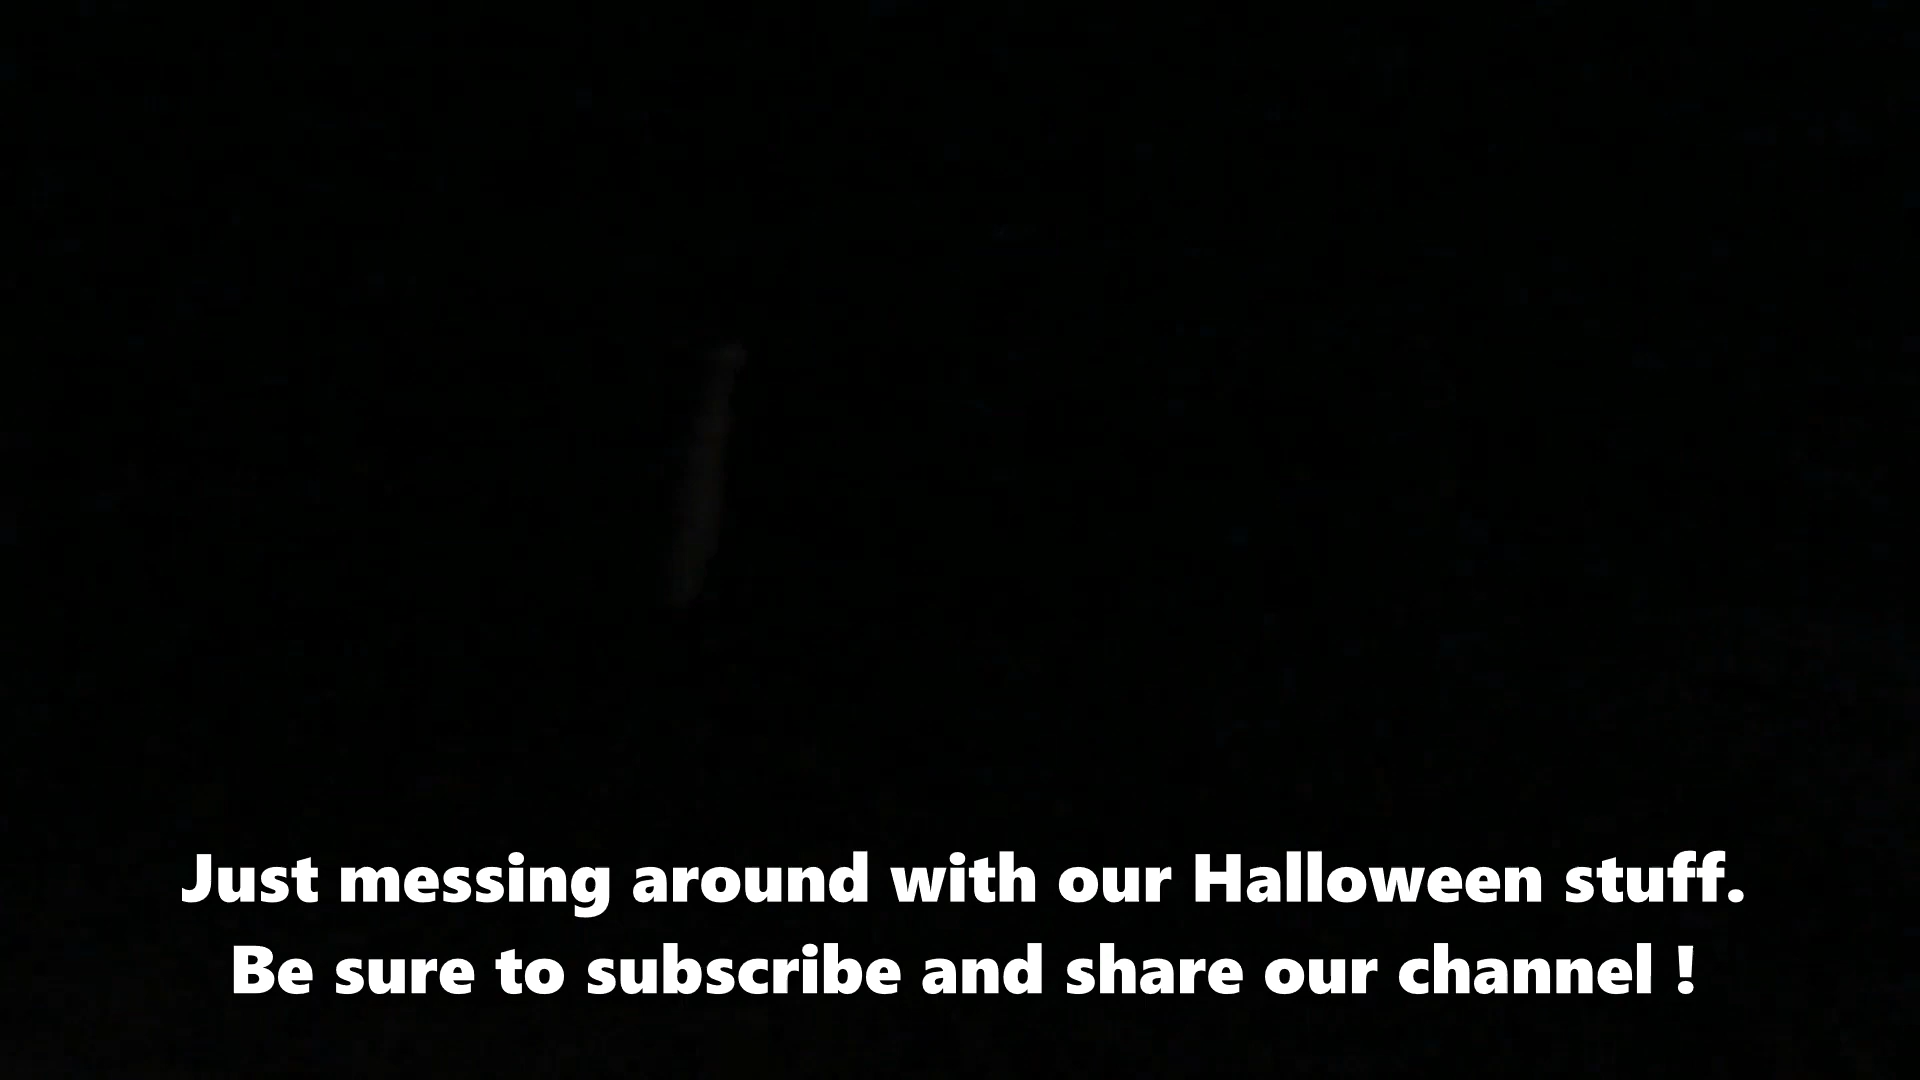 Just messing around with our Halloween stuff.
Be sure to subscribe and share our channel !